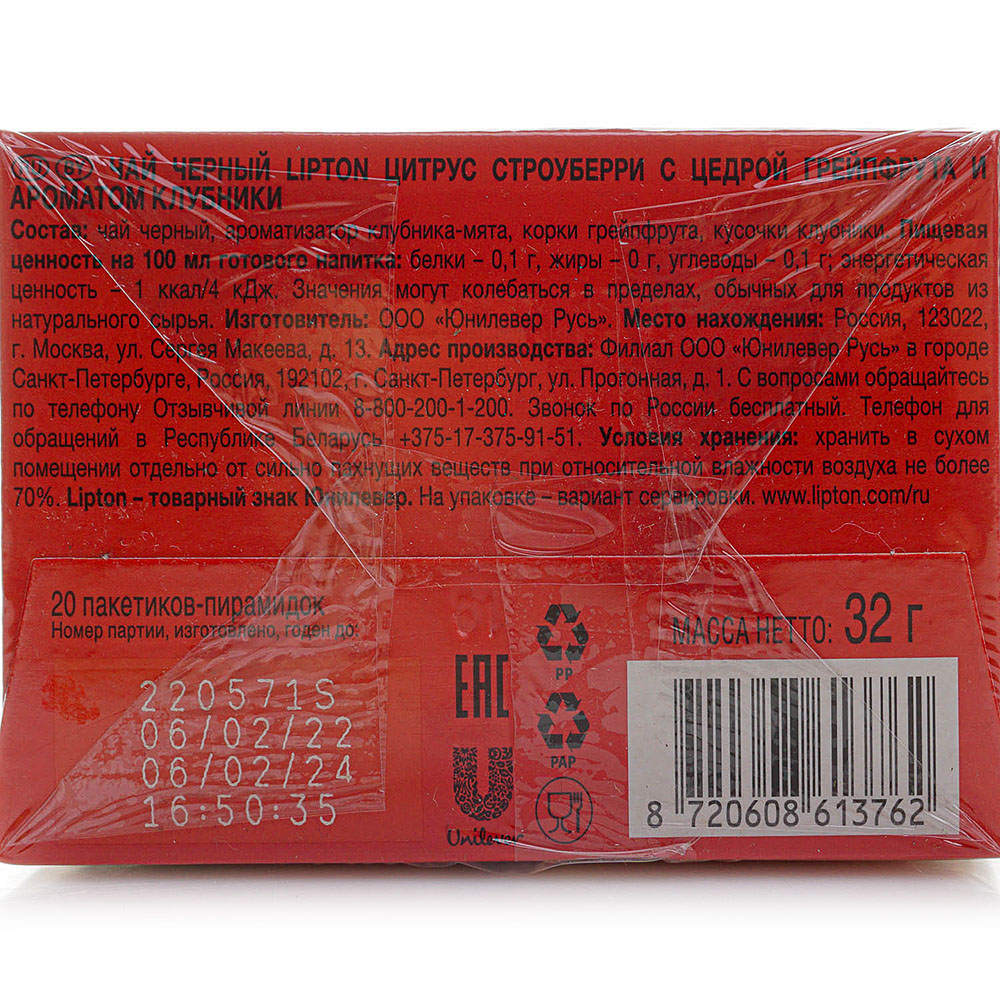 ЧАЙ ЧЕРНЫЙ LIPTON ЦИТРУС СТРОУБЕРРИ С ЦЕДРОЙ ГРЕЙПФРУТА И
АРОМАТОМ КЛУБНИКИ
Состав: чай черный, ароматизатор клубника-мята, корки грейпфрута, кусочки клубники. Пищевая
ценность на 100 мл готового напитка: белки – 0,1 г, жиры – 0 г, углеводы – 0,1 г; энергетическая
ценность – 1 ккал/4 кДж. Значения могут колебаться в пределах, обычных для продуктов из
натурального сырья. Изготовитель: ООО «Юнилевер Русь». Место нахождения: Россия, 123022,
г. Москва, ул. Сергея Макеева, д. 13. Адрес производства: Филиал ООО «Юнилевер Русь» в городе
Санкт-Петербурге, Россия, 192102, г. Санкт-Петербург, ул. Прогонная, д. 1. С вопросами обращайтесь
по телефону Отзывчивой линии 8-800-200-1-200. Звонок по России бесплатный. Телефон для
обращений в Республике Беларусь +375-17-375-91-51. Условия хранения: хранить в сухом
помещении отдельно от сильно пахнущих веществ при относительной влажности воздуха не более
70%. Lipton – товарный знак Юнилевер. На упаковке – вариант сервировки. www.lipton.com/ru
20 пакетиков-пирамидок
Номер партии, изготовлено, годен до:
220571S
06/02/22
06/02/24
16:50:35
EAC
Unilever
PP
PAP
МАССА НЕТТО: 32 г
8 720608 613762